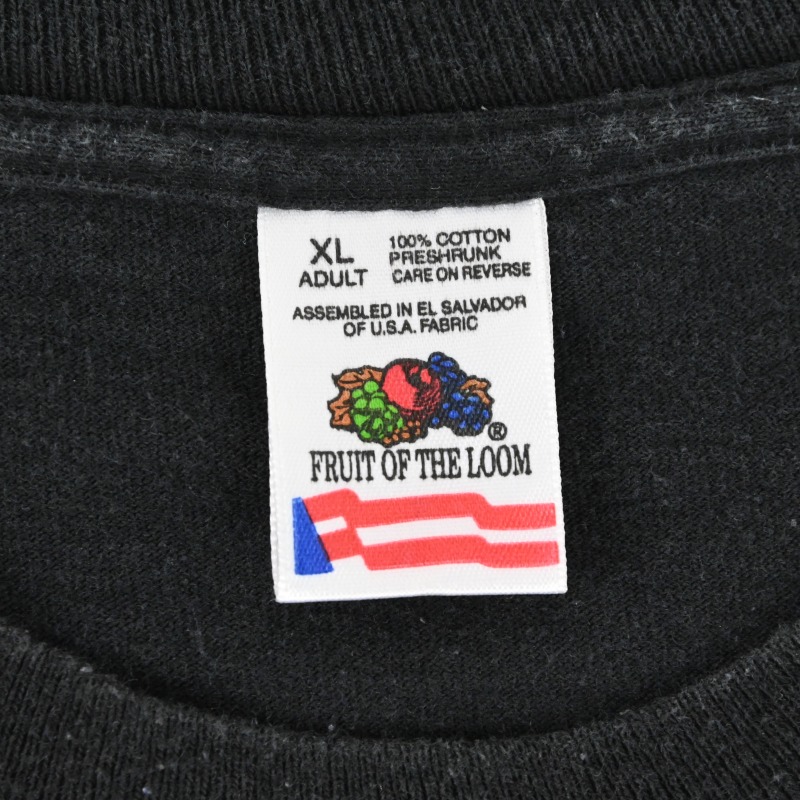 XL
ADULT
100% COTTON
PRESHRUNK
CARE ON REVERSE
ASSEMBLED IN EL SALVADOR
OF U.S.A. FABRIC
®
FRUIT OF THE LOOM